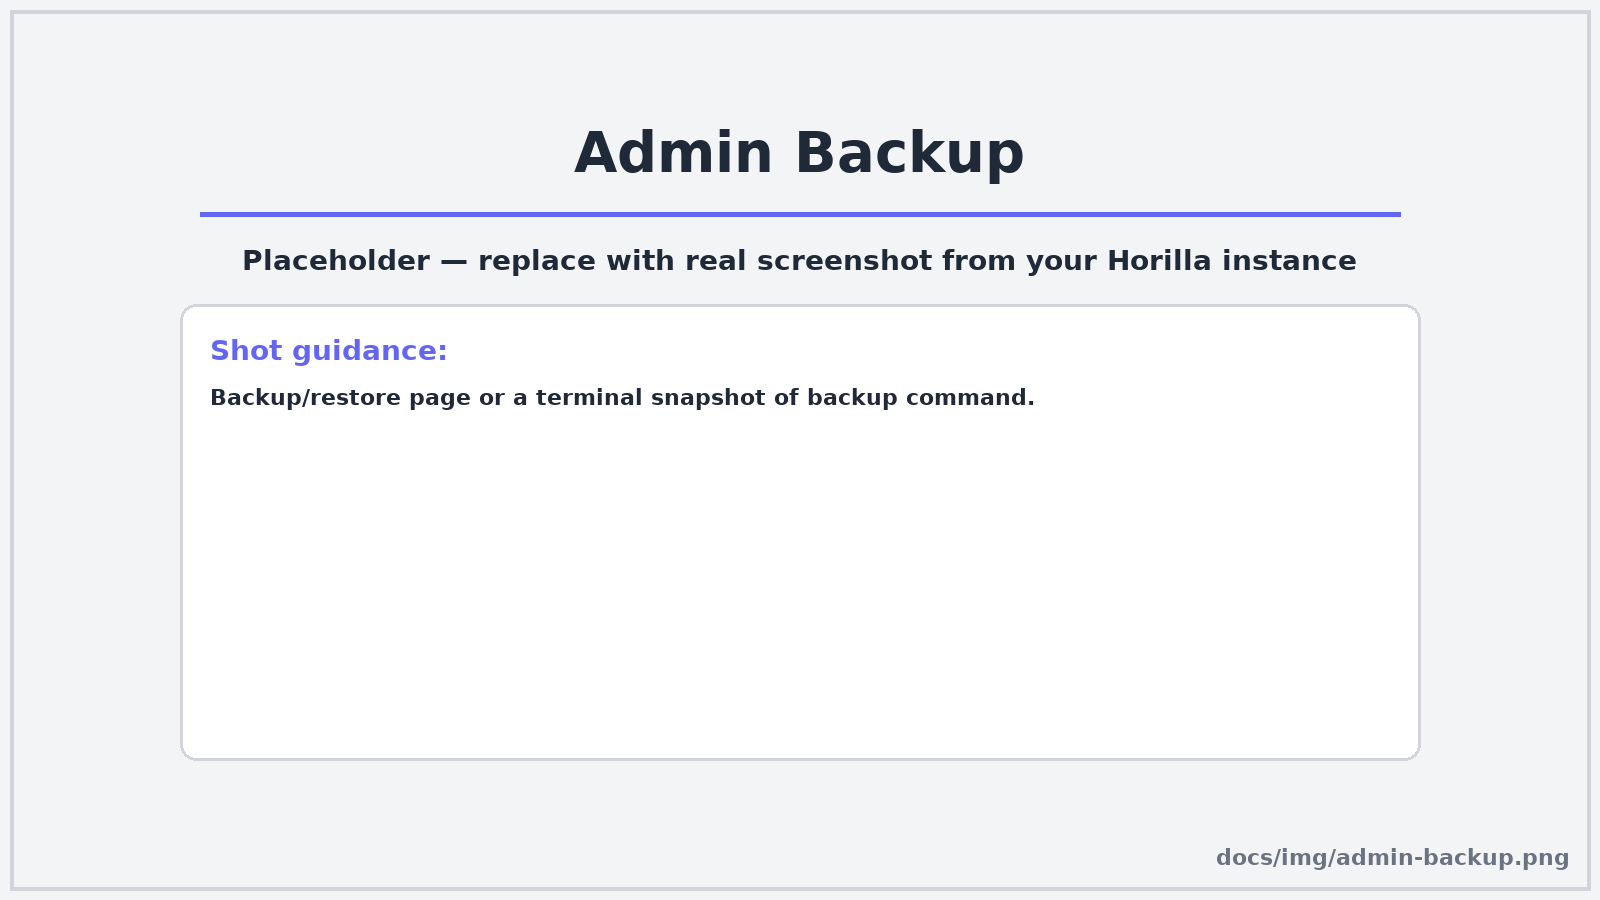 Admin Backup
Placeholder — replace with real screenshot from your Horilla instance
Shot guidance:
Backup/restore page or a terminal snapshot of backup command.
docs/img/admin-backup.png